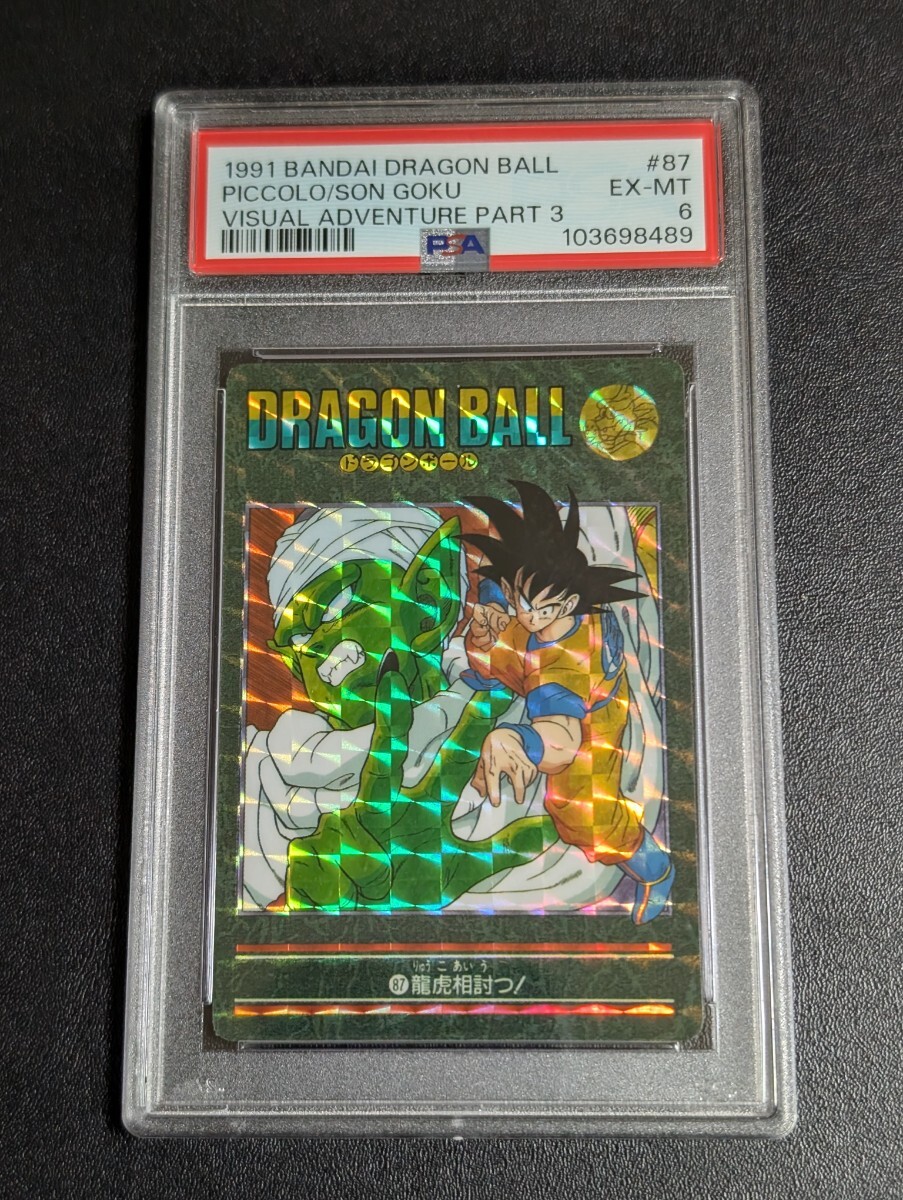 1991 BANDAI DRAGON BALL #87
PICCOLO/SON GOKU EX-MT
VISUAL ADVENTURE PART 3 6
PSA 103698489
DRAGON BALL
ドラゴンボール
りゅう こ あい う
87 龍虎相討つ!